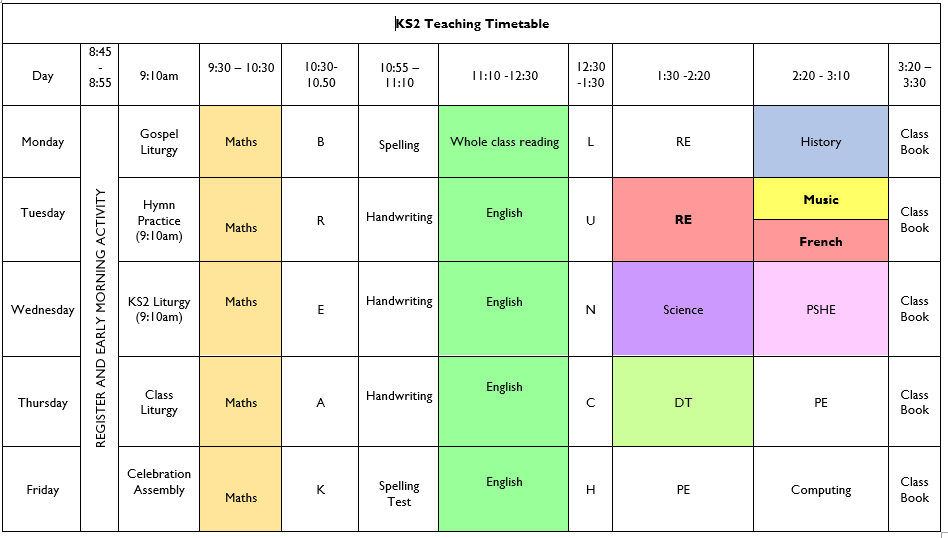 KS2 Teaching Timetable
Day
8:45
-
8:55
9:10am
9:30 – 10:30
10:30-
10.50
10:55 –
11:10
11:10 -12:30
12:30
-1:30
1:30 -2:20
2:20 - 3:10
3:20 –
3:30
REGISTER AND EARLY MORNING ACTIVITY
Monday
Gospel
Liturgy
Maths
B
Spelling
Whole class reading
L
RE
History
Class
Book
Tuesday
Hymn
Practice
(9:10am)
Maths
R
Handwriting
English
U
RE
Music
French
Class
Book
Wednesday
KS2 Liturgy
(9:10am)
Maths
E
Handwriting
English
N
Science
PSHE
Class
Book
Thursday
Class
Liturgy
Maths
A
Handwriting
English
C
DT
PE
Class
Book
Friday
Celebration
Assembly
Maths
K
Spelling
Test
English
H
PE
Computing
Class
Book